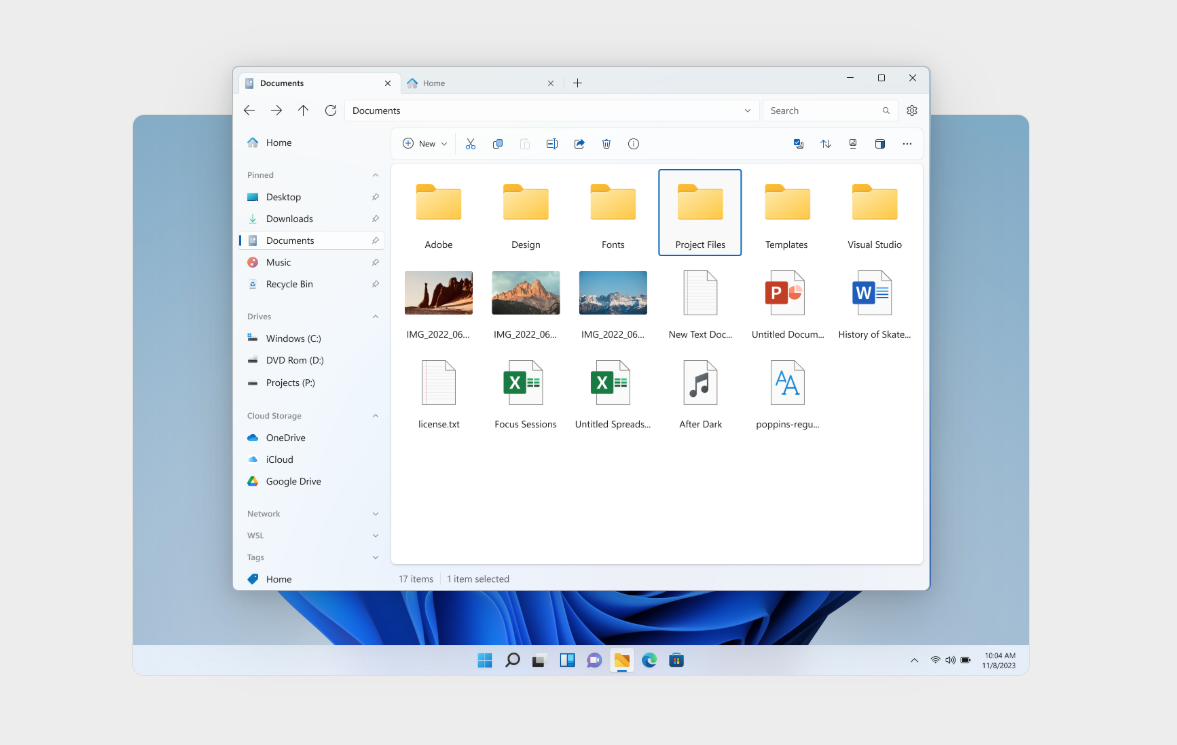 Documents
Home
Documents
Search
Home
New
Pinned
Desktop
Downloads
Documents
Music
Recycle Bin
Drives
Windows (C:)
DVD Rom (D:)
Projects (P:)
Cloud Storage
OneDrive
iCloud
Google Drive
Network
WSL
Tags
Home
Adobe
Design
Fonts
Project Files
Templates
Visual Studio
IMG_2022_06...
IMG_2022_06...
IMG_2022_06...
New Text Doc...
P
Untitled Docum...
W
History of Skate...
license.txt
X
Focus Sessions
X
Untitled Spreads...
After Dark
AA
poppins-regu...
17 items
1 item selected
10:04 AM
11/8/2023